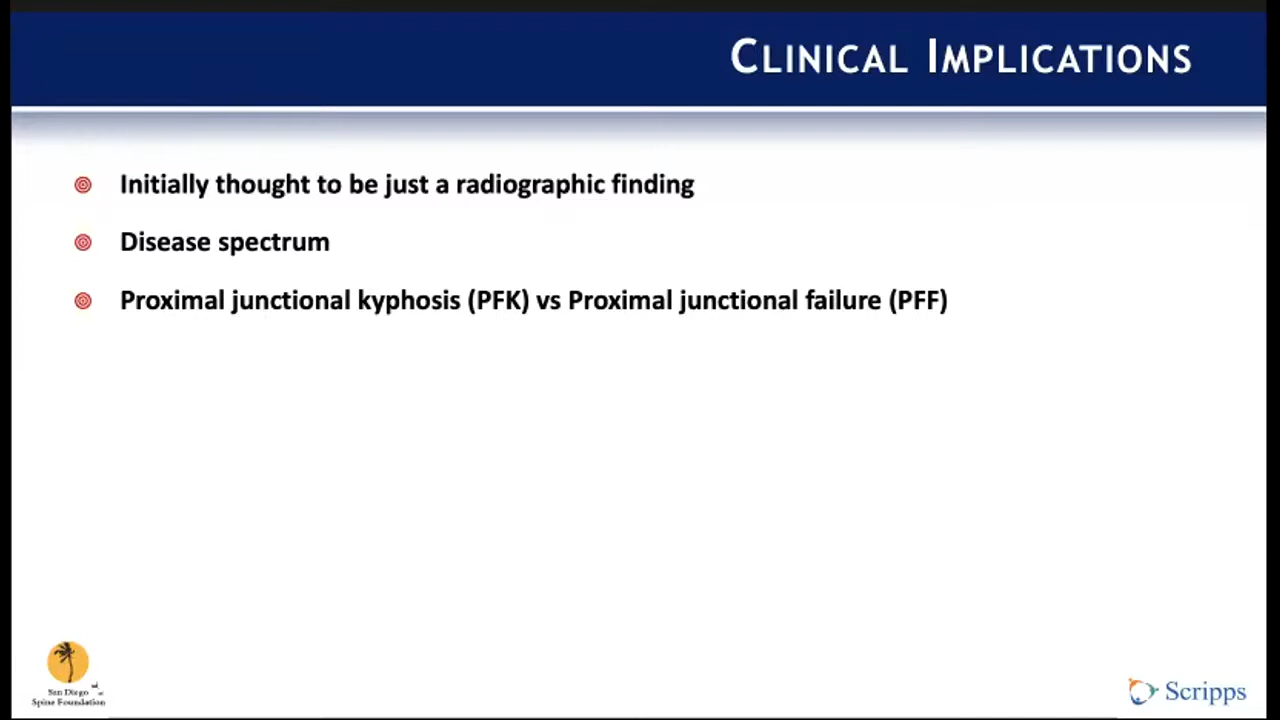 CLINICAL IMPLICATIONS
Initially thought to be just a radiographic finding
Disease spectrum
Proximal junctional kyphosis (PFK) vs Proximal junctional failure (PFF)
San Diego
Spine Foundation
Scripps